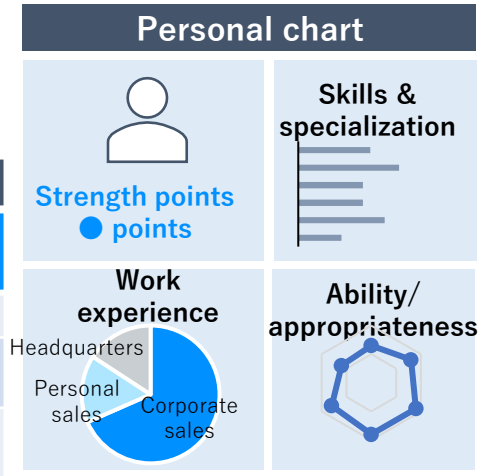 Personal chart
Strength points
● points
Skills &
specialization
Work
experience
Headquarters
Personal
sales
Corporate
sales
Ability/
appropriateness